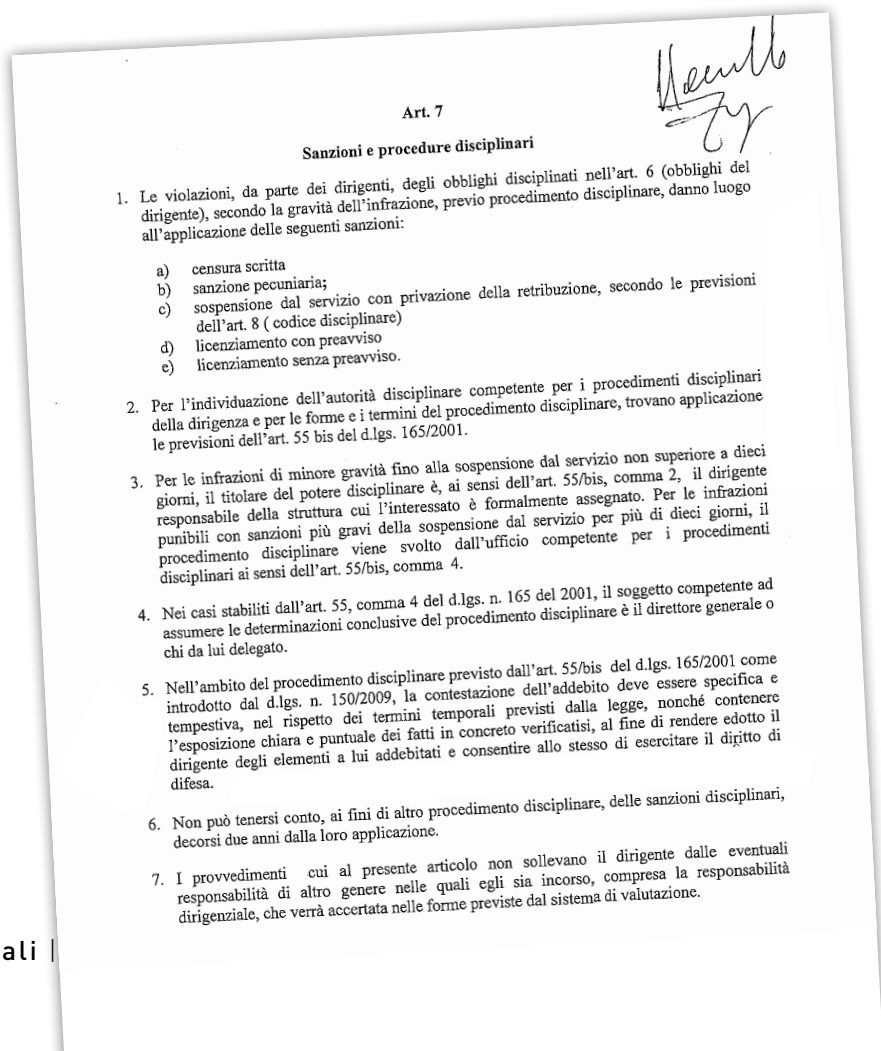 Art. 7
Sanzioni e procedure disciplinari
1. Le violazioni, da parte dei dirigenti, degli obblighi disciplinati nell'art. 6 (obblighi del
dirigente), secondo la gravità dell'infrazione, previo procedimento disciplinare, danno luogo
all'applicazione delle seguenti sanzioni:
a) censura scritta
b) sanzione pecuniaria;
c) sospensione dal servizio con privazione della retribuzione, secondo le previsioni
dell'art. 8 ( codice disciplinare)
d) licenziamento con preavviso
e) licenziamento senza preavviso.
2. Per l'individuazione dell'autorità disciplinare competente per i procedimenti disciplinari
della dirigenza e per le forme e i termini del procedimento disciplinare, trovano applicazione
le previsioni dell'art. 55 bis del d.lgs. 165/2001.
3. Per le infrazioni di minore gravità fino alla sospensione dal servizio non superiore a dieci
giorni, il titolare del potere disciplinare è, ai sensi dell'art. 55/bis, comma 2, il dirigente
responsabile della struttura cui l'interessato è formalmente assegnato. Per le infrazioni
punibili con sanzioni più gravi della sospensione dal servizio per più di dieci giorni, il
procedimento disciplinare viene svolto dall'ufficio competente per i procedimenti
disciplinari ai sensi dell'art. 55/bis, comma 4.
4. Nei casi stabiliti dall'art. 55, comma 4 del d.lgs. n. 165 del 2001, il soggetto competente ad
assumere le determinazioni conclusive del procedimento disciplinare è il direttore generale o
chi da lui delegato.
5. Nell'ambito del procedimento disciplinare previsto dall'art. 55/bis del d.lgs. 165/2001 come
introdotto dal d.lgs. n. 150/2009, la contestazione dell'addebito deve essere specifica e
tempestiva, nel rispetto dei termini temporali previsti dalla legge, nonché contenere
l'esposizione chiara e puntuale dei fatti in concreto verificatisi, al fine di rendere edotto il
dirigente degli elementi a lui addebitati e consentire allo stesso di esercitare il diritto di
difesa.
6. Non può tenersi conto, ai fini di altro procedimento disciplinare, delle sanzioni disciplinari,
decorsi due anni dalla loro applicazione.
7. I provvedimenti cui al presente articolo non sollevano il dirigente dalle eventuali
responsabilità di altro genere nelle quali egli sia incorso, compresa la responsabilità
dirigenziale, che verrà accertata nelle forme previste dal sistema di valutazione.
ali |